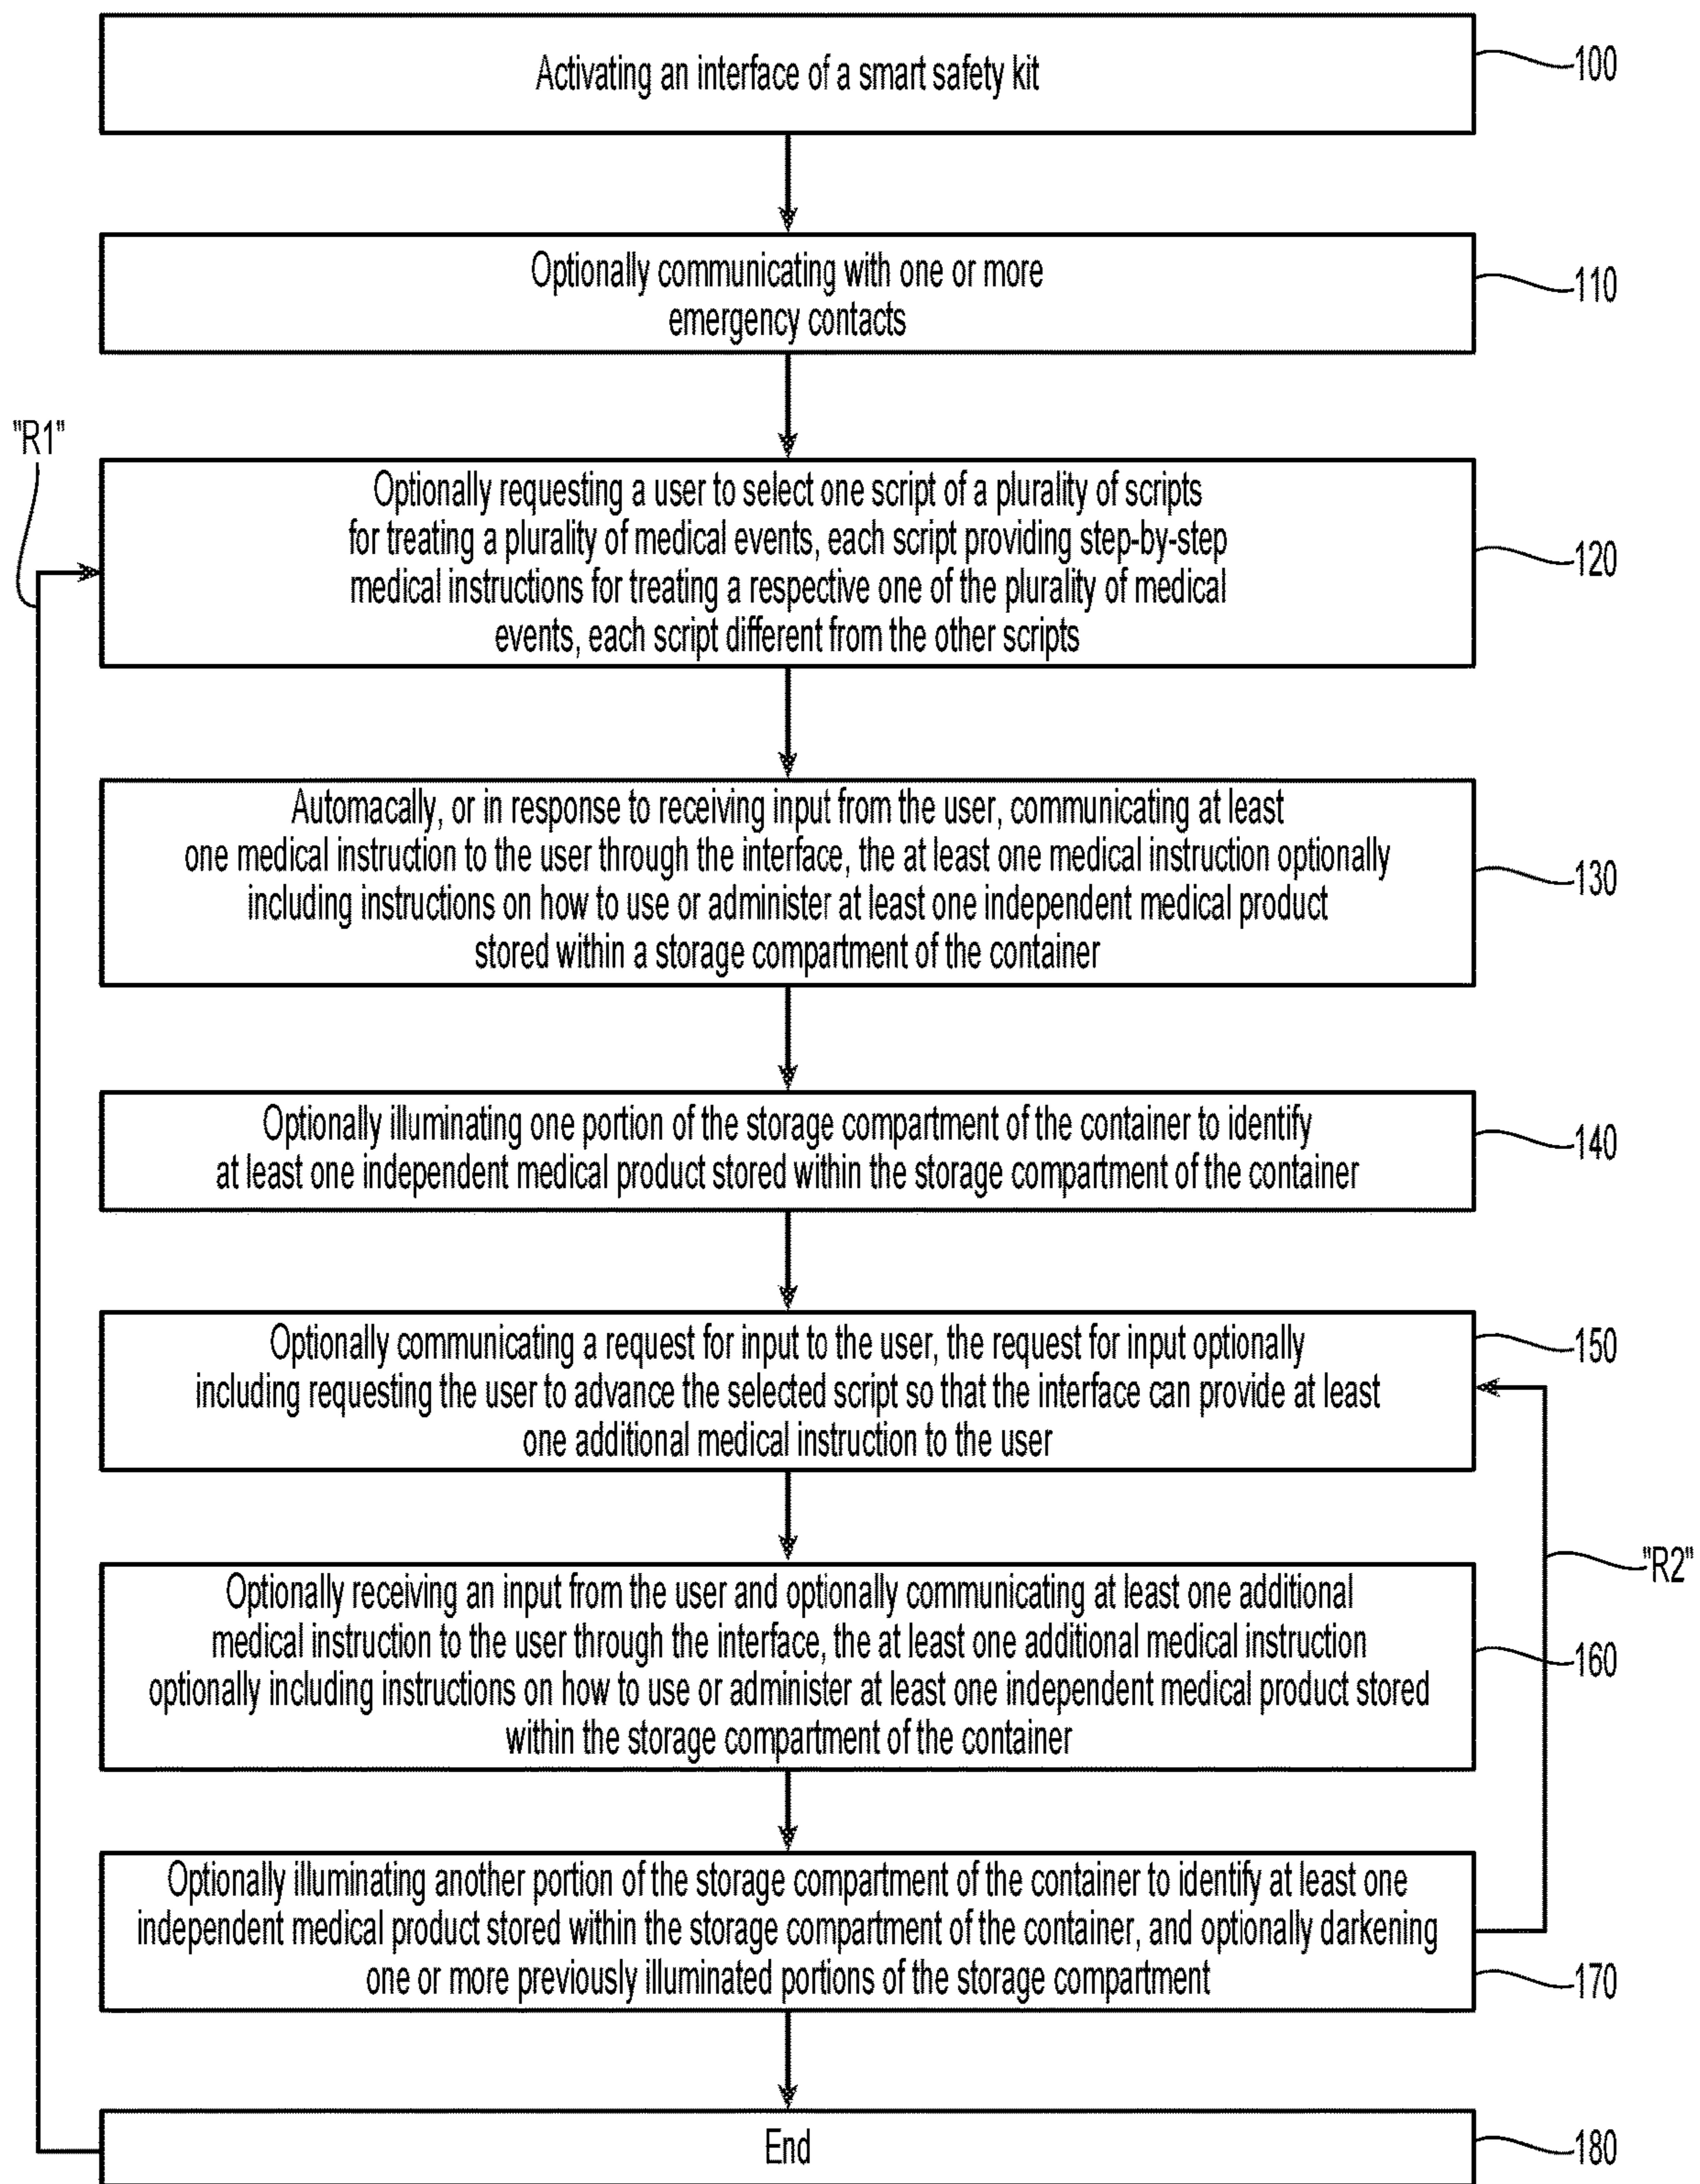 Activating an interface of a smart safety kit
100
Optionally communicating with one or more
emergency contacts
110
"R1"
Optionally requesting a user to select one script of a plurality of scripts
for treating a plurality of medical events, each script providing step-by-step
medical instructions for treating a respective one of the plurality of medical
events, each script different from the other scripts
120
Automacally, or in response to receiving input from the user, communicating at least
one medical instruction to the user through the interface, the at least one medical instruction optionally
including instructions on how to use or administer at least one independent medical product
stored within a storage compartment of the container
130
Optionally illuminating one portion of the storage compartment of the container to identify
at least one independent medical product stored within the storage compartment of the container
140
Optionally communicating a request for input to the user, the request for input optionally
including requesting the user to advance the selected script so that the interface can provide at least
one additional medical instruction to the user
150
"R2"
Optionally receiving an input from the user and optionally communicating at least one additional
medical instruction to the user through the interface, the at least one additional medical instruction
optionally including instructions on how to use or administer at least one independent medical product stored
within the storage compartment of the container
160
Optionally illuminating another portion of the storage compartment of the container to identify at least one
independent medical product stored within the storage compartment of the container, and optionally darkening
one or more previously illuminated portions of the storage compartment
170
End
180